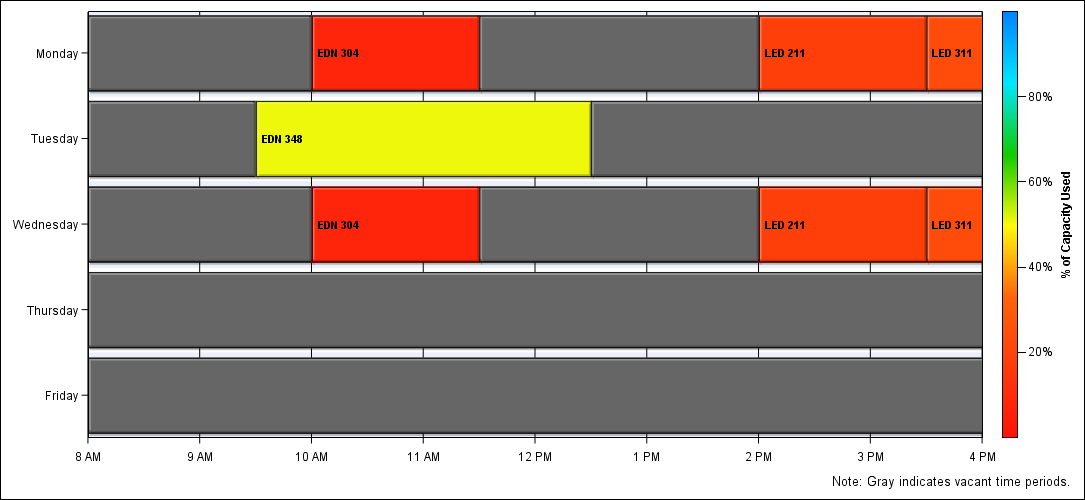 Monday
EDN 304
LED 211
LED 311
Tuesday
EDN 348
Wednesday
EDN 304
LED 211
LED 311
Thursday
Friday
8 AM
9 AM
10 AM
11 AM
12 PM
1 PM
2 PM
3 PM
4 PM
80%
60%
40%
20%
% of Capacity Used
Note: Gray indicates vacant time periods.